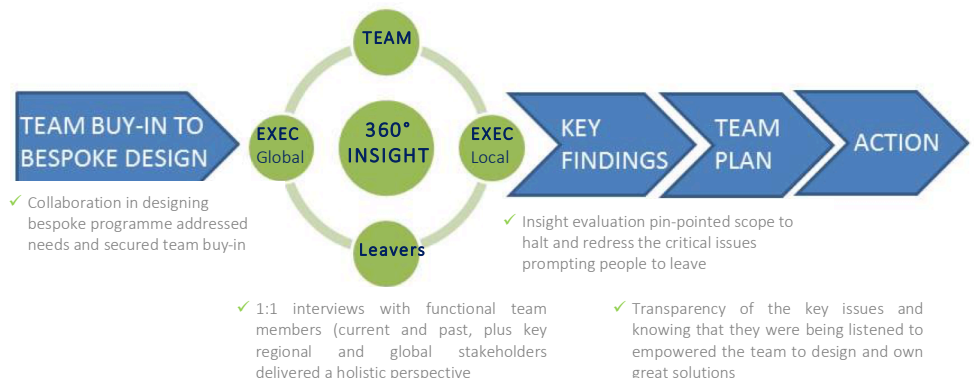 TEAM
TEAM BUY-IN TO
BESPOKE DESIGN
EXEC
Global
360°
INSIGHT
EXEC
Local
Leavers
KEY
FINDINGS
TEAM
PLAN
ACTION
✓ Collaboration in designing
bespoke programme addressed
needs and secured team buy-in
✓ Insight evaluation pin-pointed scope to
halt and redress the critical issues
prompting people to leave
✓ 1:1 interviews with functional team
members (current and past, plus key
regional and global stakeholders
delivered a holistic perspective
✓ Transparency of the key issues and
knowing that they were being listened to
empowered the team to design and own
great solutions